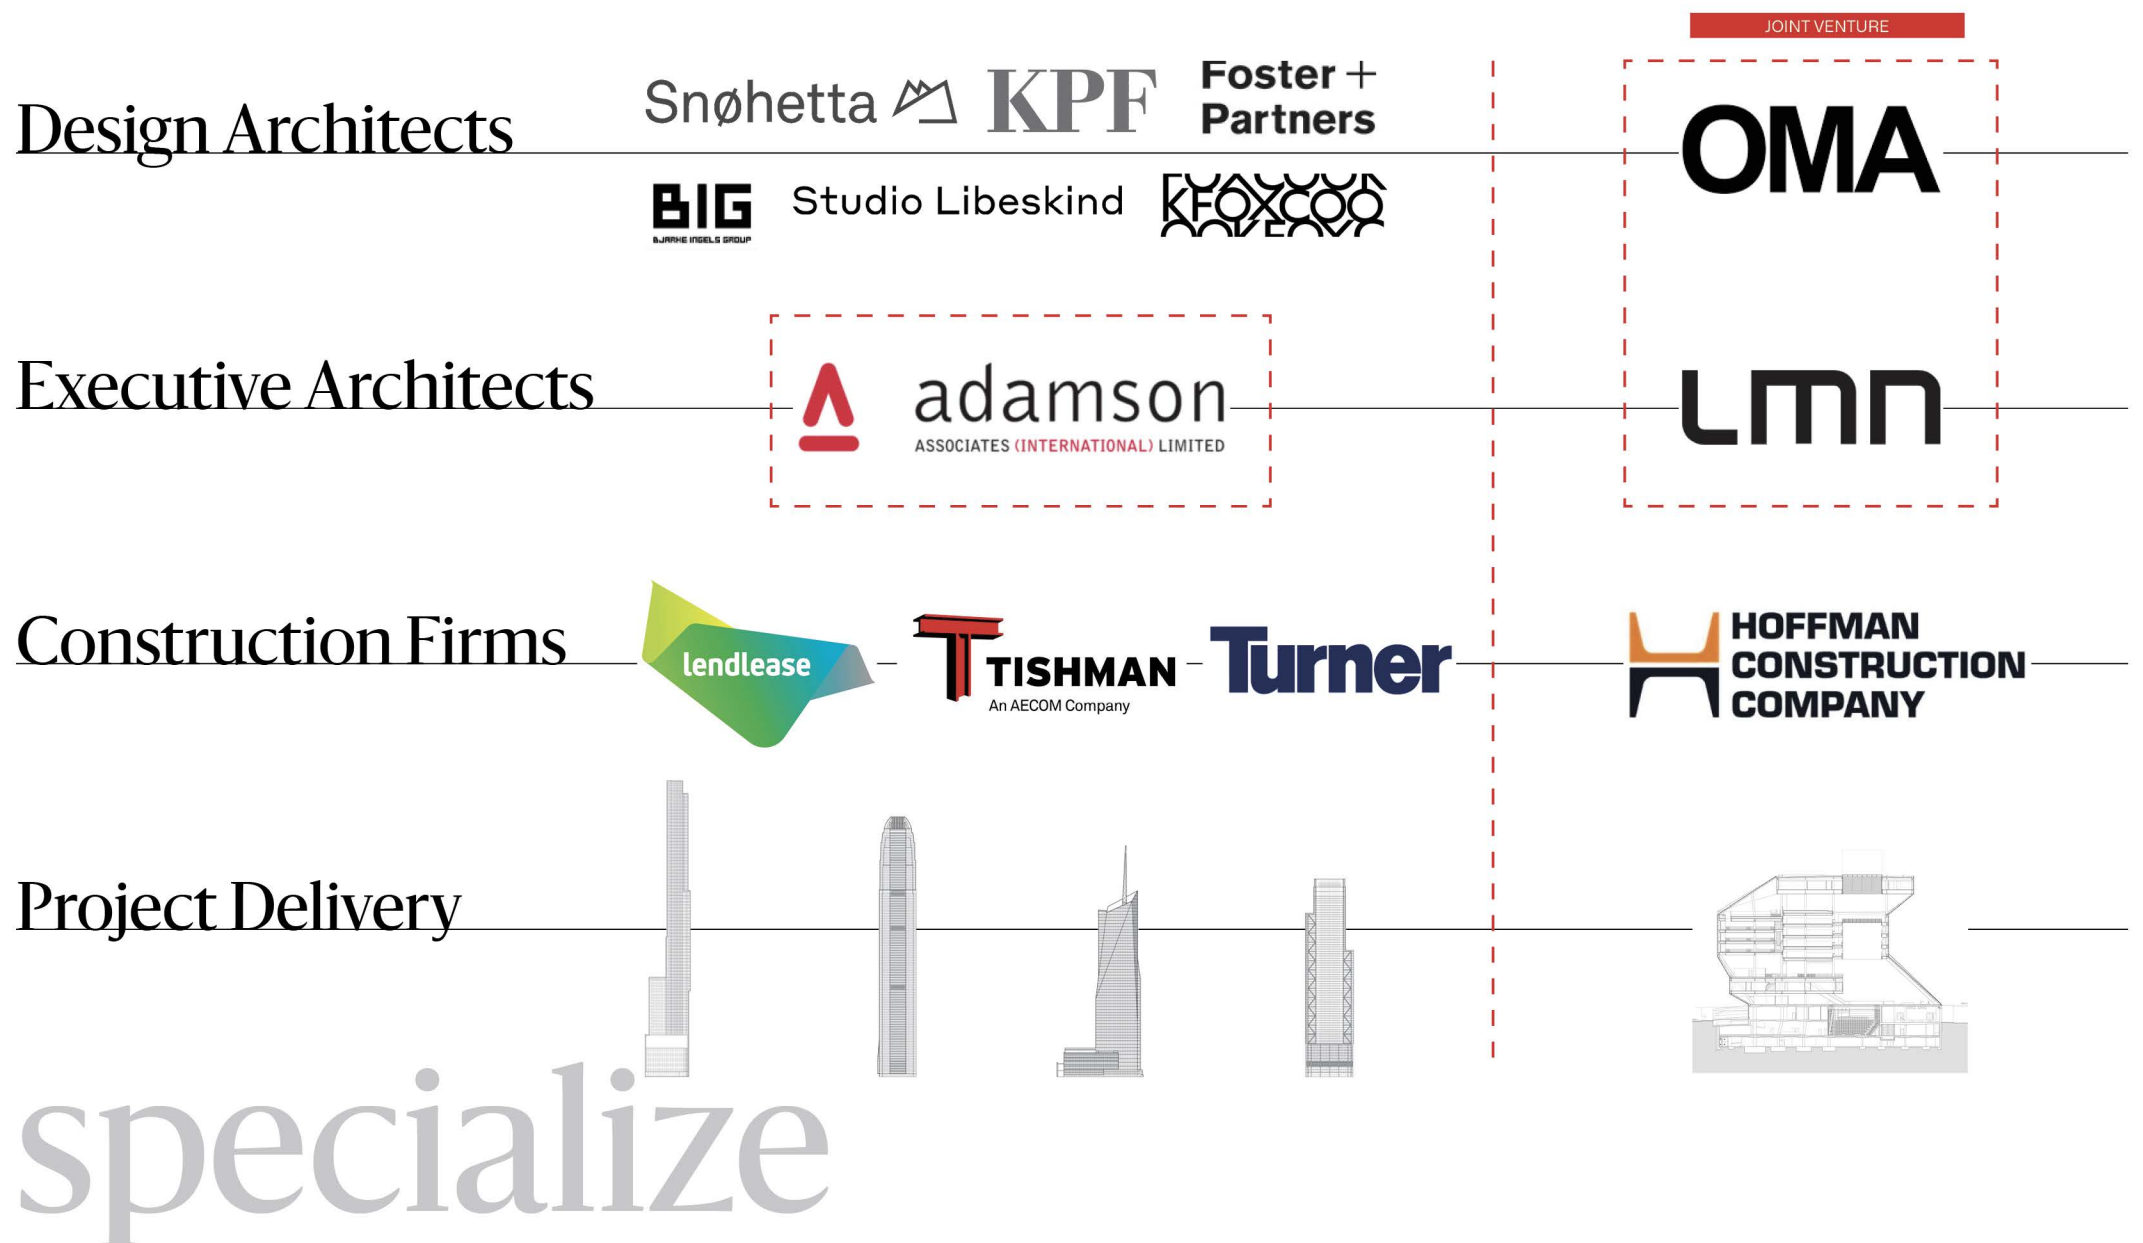 JOINT VENTURE
Design Architects
Snøhetta
KPF
Foster +
Partners
OMA
BIG
BJARKE INGELS GROUP
Studio Libeskind
Executive Architects
adamson
ASSOCIATES (INTERNATIONAL) LIMITED
LMN
Construction Firms
lendlease
TISHMAN
An AECOM Company
Turner
HOFFMAN
CONSTRUCTION
COMPANY
Project Delivery
specialize